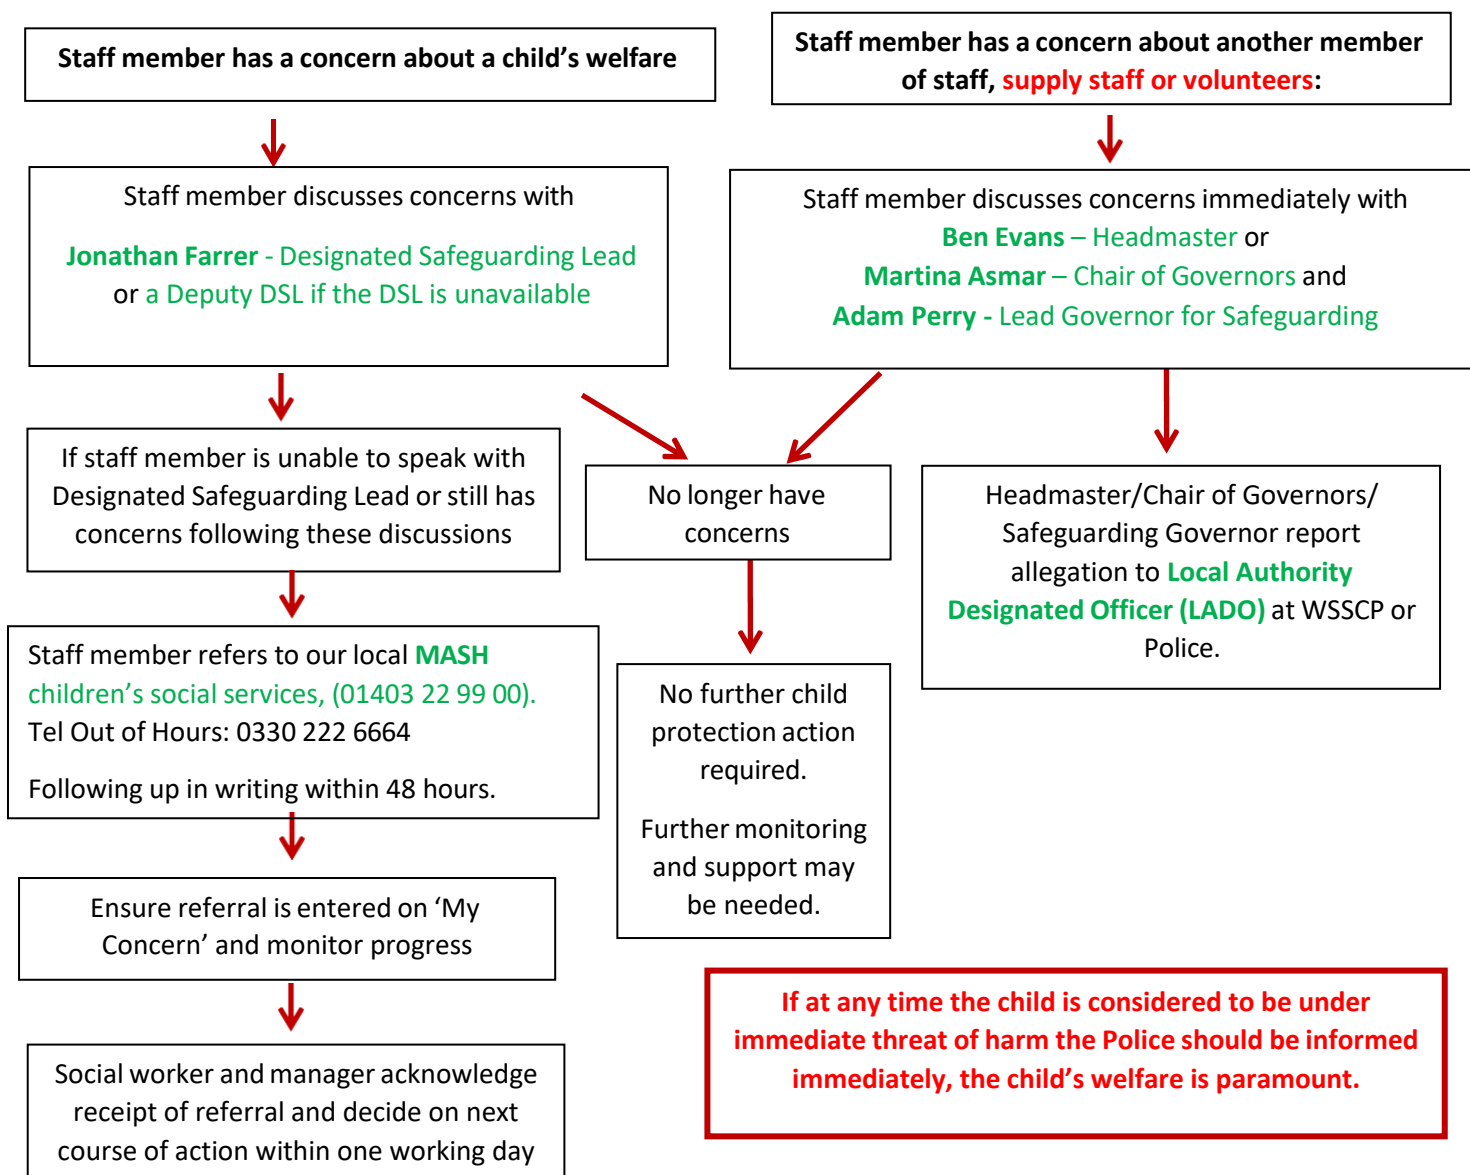 Staff member has a concern about a child’s welfare
Staff member has a concern about another member
of staff, supply staff or volunteers:
Staff member discusses concerns with
Jonathan Farrer - Designated Safeguarding Lead
or a Deputy DSL if the DSL is unavailable
Staff member discusses concerns immediately with
Ben Evans – Headmaster or
Martina Asmar – Chair of Governors and
Adam Perry - Lead Governor for Safeguarding
If staff member is unable to speak with
Designated Safeguarding Lead or still has
concerns following these discussions
No longer have
concerns
Headmaster/Chair of Governors/
Safeguarding Governor report
allegation to Local Authority
Designated Officer (LADO) at WSSCP or
Police.
Staff member refers to our local MASH
children’s social services, (01403 22 99 00).
Tel Out of Hours: 0330 222 6664
Following up in writing within 48 hours.
No further child
protection action
required.
Further monitoring
and support may
be needed.
Ensure referral is entered on ‘My
Concern’ and monitor progress
If at any time the child is considered to be under
immediate threat of harm the Police should be informed
immediately, the child’s welfare is paramount.
Social worker and manager acknowledge
receipt of referral and decide on next
course of action within one working day